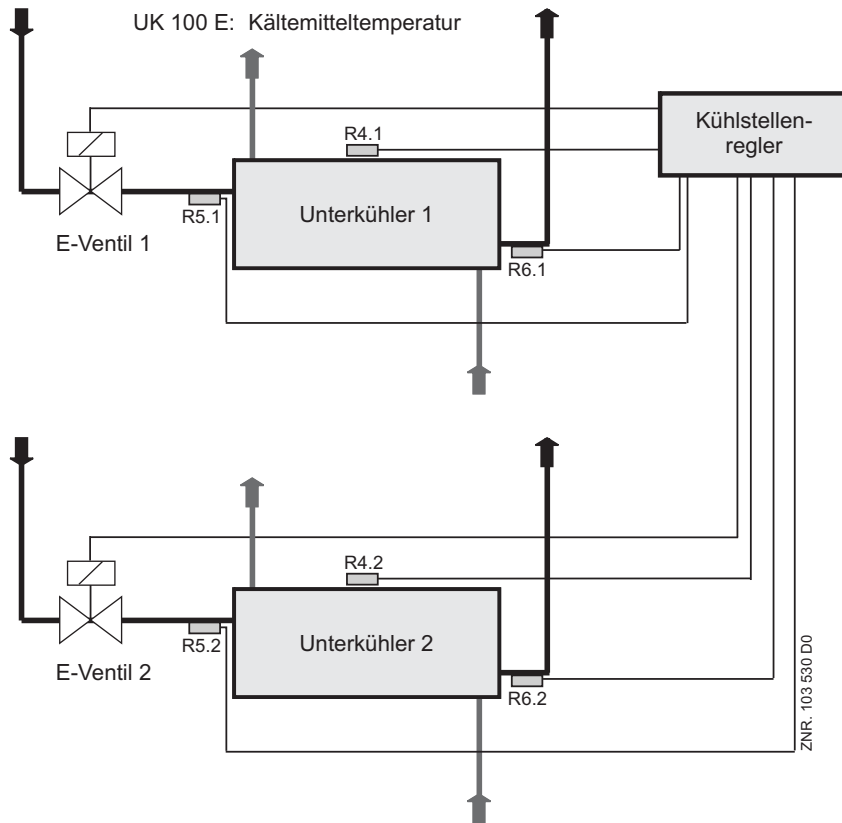 UK 100 E: Kältemitteltemperatur
Kühlstellen-
regler
R4.1
Unterkühler 1
R5.1
E-Ventil 1
R6.1
R4.2
Unterkühler 2
R5.2
E-Ventil 2
R6.2
ZNR. 103 530 D0